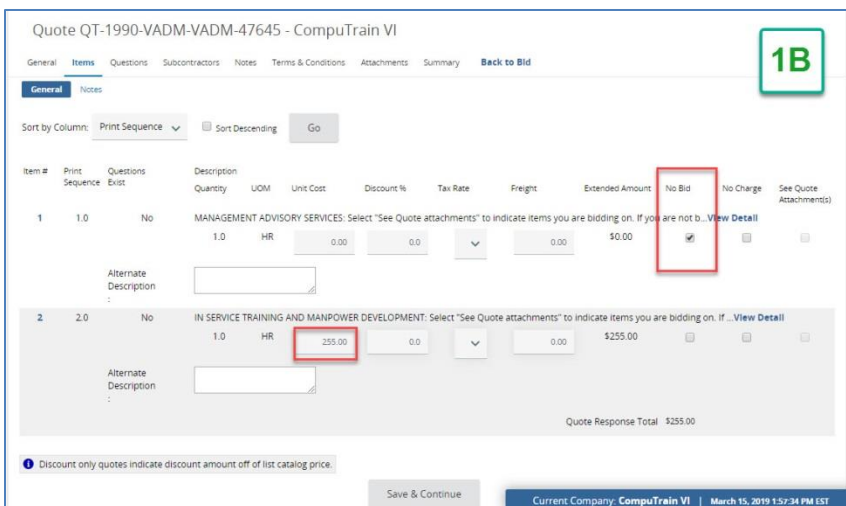 Quote QT-1990-VADM-VADM-47645 - CompuTrain VI
1B
General Items Questions Subcontractors Notes Terms & Conditions Attachments Summary Back to Bid
General Notes
Sort by Column: Print Sequence Sort Descending Go
Item # Print Sequence Questions Exist Description
Quantity UOM Unit Cost Discount % Tax Rate Freight Extended Amount No Bid No Charge See Quote Attachment(s)
1 1.0 No MANAGEMENT ADVISORY SERVICES: Select "See Quote attachments" to indicate items you are bidding on. If you are not b...View Detail
1.0 HR 0.00 0.0 0.00 $0.00
Alternate
Description
:
2 2.0 No IN SERVICE TRAINING AND MANPOWER DEVELOPMENT: Select "See Quote attachments" to indicate items you are bidding on. If ...View Detail
1.0 HR 255.00 0.0 0.00 $255.00
Alternate
Description
:
Quote Response Total $255.00
Discount only quotes indicate discount amount off of list catalog price.
Save & Continue
Current Company: CompuTrain VI | March 15, 2019 1:57:34 PM EST